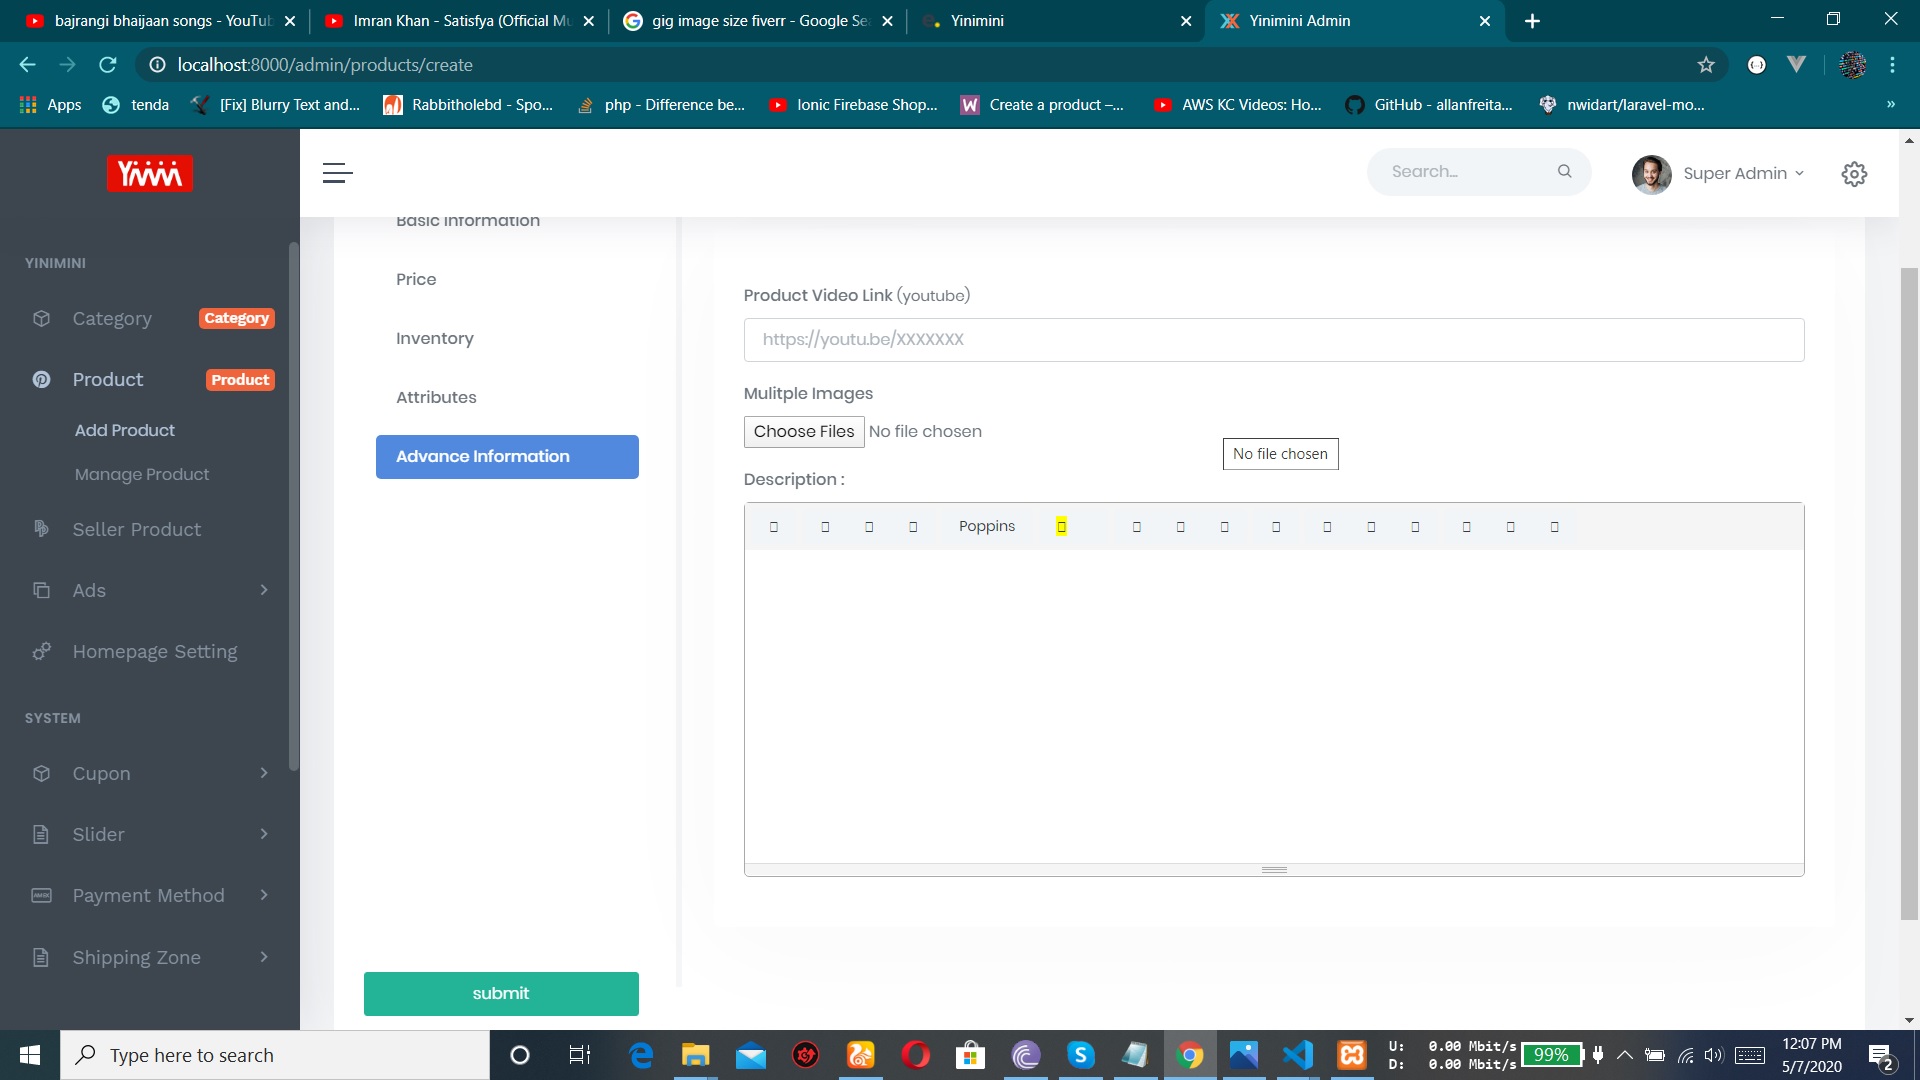 bajrangi bhaijaan songs - YouTub
Imran Khan - Satisfya (Official Mu
gig image size fiverr - Google Sea
Yinimini
Yinimini Admin
localhost:8000/admin/products/create
Apps
tenda
[Fix] Blurry Text and...
Rabbitholebd - Spo...
php - Difference be...
Ionic Firebase Shop...
Create a product –...
AWS KC Videos: Ho...
GitHub - allanfreita...
nwidart/laravel-mo...
»
Search...
Super Admin
YINIMINI
Category
Category
Product
Product
Add Product
Manage Product
Seller Product
Ads
Homepage Setting
SYSTEM
Cupon
Slider
Payment Method
Shipping Zone
Basic Information
Price
Inventory
Attributes
Advance Information
submit
Product Video Link (youtube)
https://youtu.be/XXXXXXX
Mulitple Images
Choose Files No file chosen
No file chosen
Description :
Poppins
Type here to search
U: 0.00 Mbit/s
D: 0.00 Mbit/s
99%
12:07 PM
5/7/2020
2